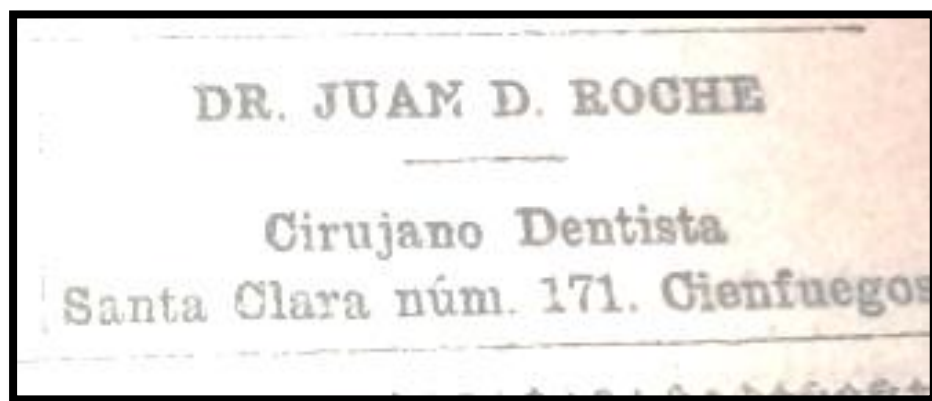 DR. JUAN D. ROCHE
Cirujano Dentista
Santa Clara núm. 171. Cienfuegos